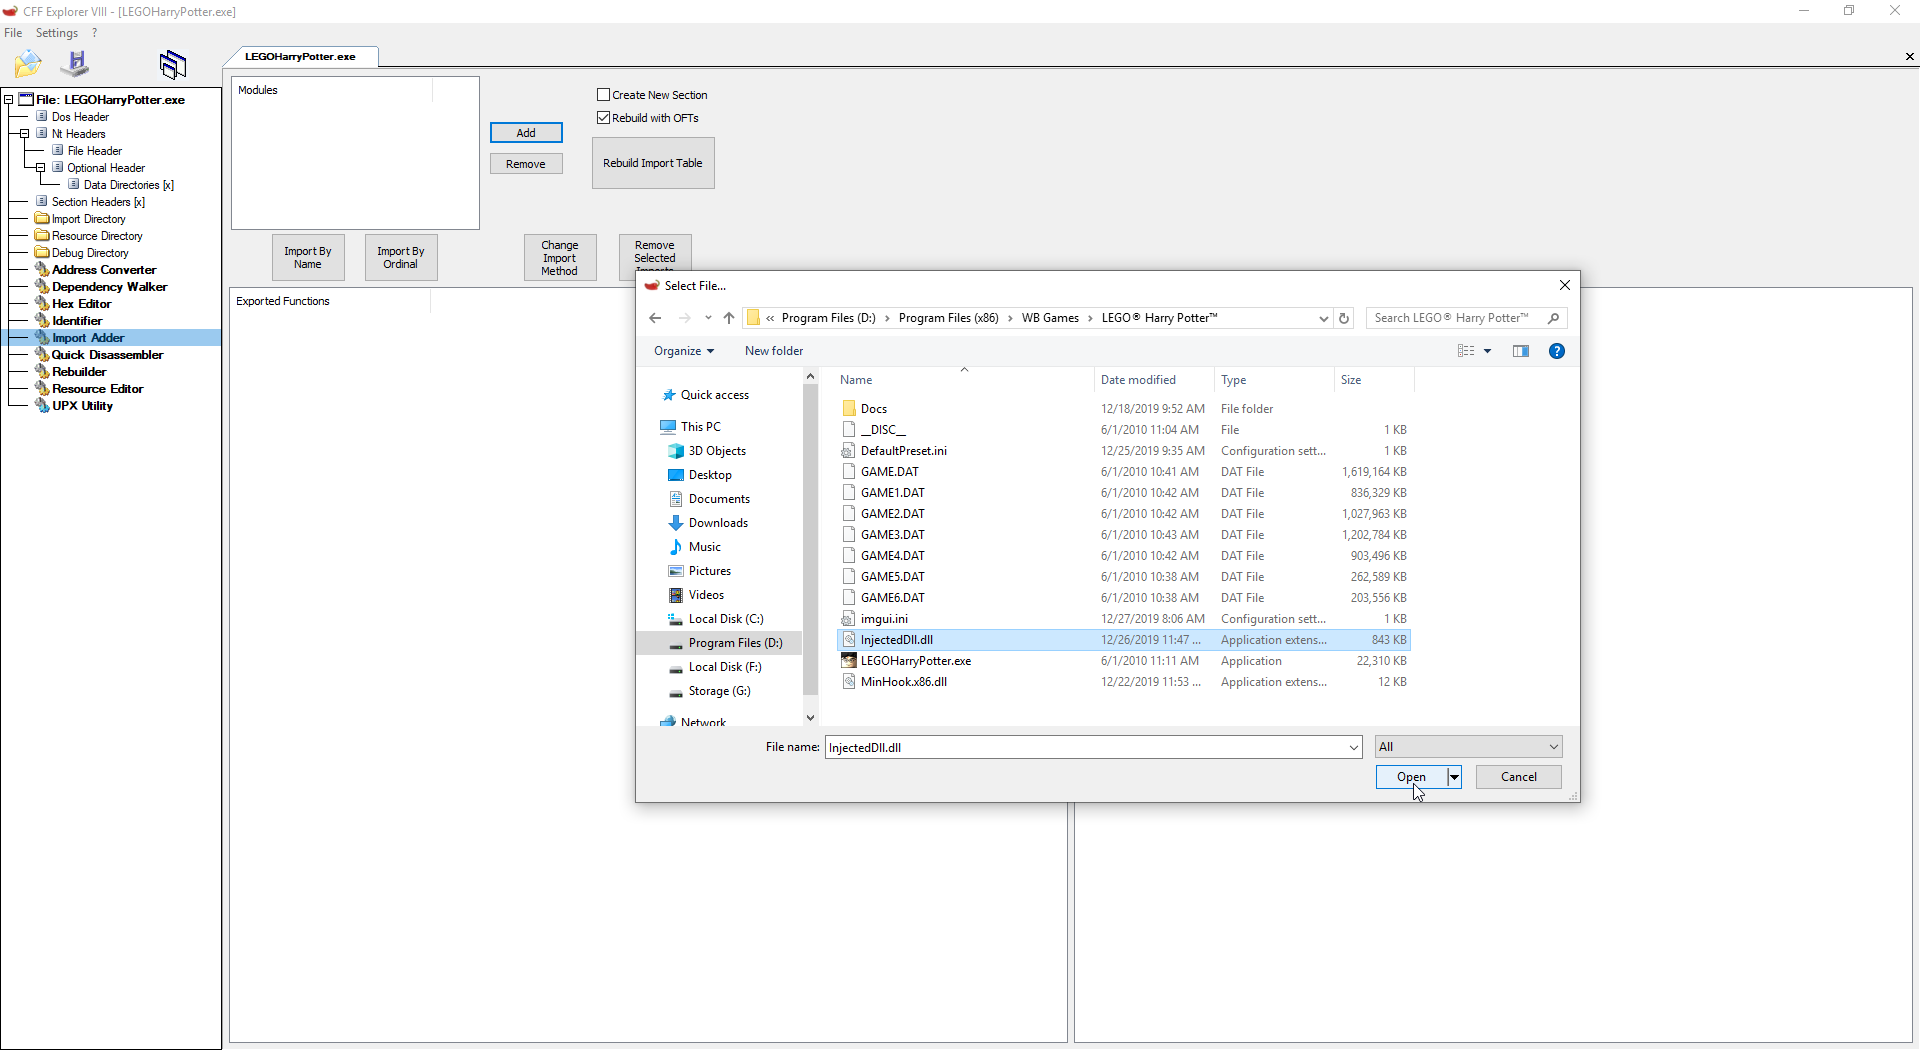 CFF Explorer VIII - [LEGOHarryPotter.exe]
File Settings ?
LEGOHarryPotter.exe
File: LEGOHarryPotter.exe
Dos Header
Nt Headers
File Header
Optional Header
Data Directories [x]
Section Headers [x]
Import Directory
Resource Directory
Debug Directory
Address Converter
Dependency Walker
Hex Editor
Identifier
Import Adder
Quick Disassembler
Rebuilder
Resource Editor
UPX Utility
Modules
Add
Remove
Create New Section
Rebuild with OFTs
Rebuild Import Table
Import By
Name
Import By
Ordinal
Change
Import
Method
Remove
Selected
Imports
Exported Functions
Select File...
« Program Files (D:) › Program Files (x86) › WB Games › LEGO® Harry Potter™
Search LEGO® Harry Potter™
Organize New folder
Quick access
This PC
3D Objects
Desktop
Documents
Downloads
Music
Pictures
Videos
Local Disk (C:)
Program Files (D:)
Local Disk (F:)
Storage (G:)
Network
Name Date modified Type Size
Docs 12/18/2019 9:52 AM File folder
__DISC__ 6/1/2010 11:04 AM File 1 KB
DefaultPreset.ini 12/25/2019 9:35 AM Configuration sett... 1 KB
GAME.DAT 6/1/2010 10:41 AM DAT File 1,619,164 KB
GAME1.DAT 6/1/2010 10:42 AM DAT File 836,329 KB
GAME2.DAT 6/1/2010 10:42 AM DAT File 1,027,963 KB
GAME3.DAT 6/1/2010 10:43 AM DAT File 1,202,784 KB
GAME4.DAT 6/1/2010 10:42 AM DAT File 903,496 KB
GAME5.DAT 6/1/2010 10:38 AM DAT File 262,589 KB
GAME6.DAT 6/1/2010 10:38 AM DAT File 203,556 KB
imgui.ini 12/27/2019 8:06 AM Configuration sett... 1 KB
InjectedDll.dll 12/26/2019 11:47 ... Application extens... 843 KB
LEGOHarryPotter.exe 6/1/2010 11:11 AM Application 22,310 KB
MinHook.x86.dll 12/22/2019 11:53 ... Application extens... 12 KB
File name: InjectedDll.dll
All
Open
Cancel